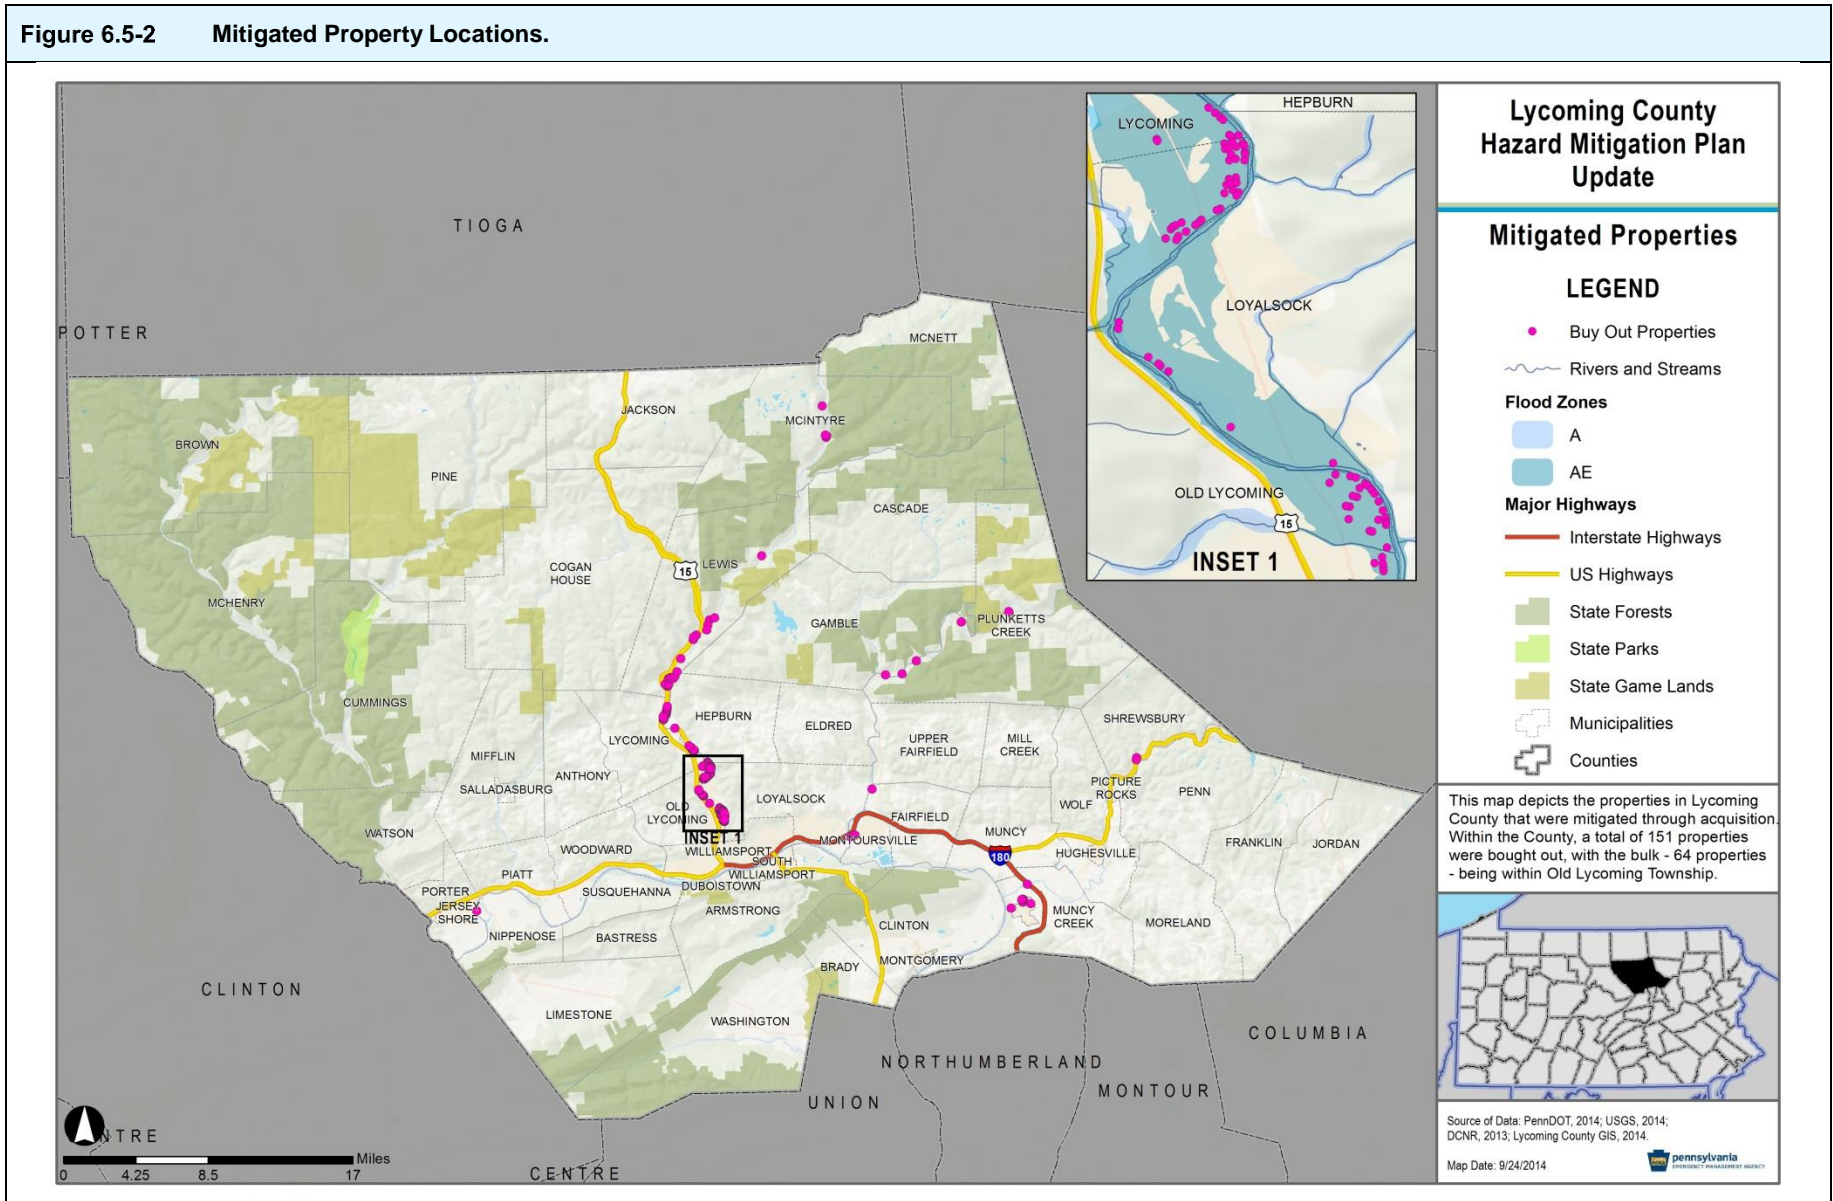 Figure 6.5-2 Mitigated Property Locations.
Lycoming County
Hazard Mitigation Plan
Update
Mitigated Properties
LEGEND
Buy Out Properties
Rivers and Streams
Flood Zones
A
AE
Major Highways
Interstate Highways
US Highways
State Forests
State Parks
State Game Lands
Municipalities
Counties
This map depicts the properties in Lycoming
County that were mitigated through acquisition.
Within the County, a total of 151 properties
were bought out, with the bulk - 64 properties
- being within Old Lycoming Township.
Source of Data: PennDOT, 2014; USGS, 2014;
DCNR, 2013; Lycoming County GIS, 2014.
Map Date: 9/24/2014
pennsylvania
EMERGENCY MANAGEMENT AGENCY
HEPBURN
LYCOMING
LOYALSOCK
OLD LYCOMING
15
INSET 1
TIOGA
POTTER
MCNETT
JACKSON
MCINTYRE
BROWN
PINE
CASCADE
COGAN
HOUSE
15
LEWIS
MCHENRY
GAMBLE
PLUNKETTS
CREEK
CUMMINGS
HEPBURN
ELDRED
SHREWSBURY
LYCOMING
UPPER
FAIRFIELD
MILL
CREEK
MIFFLIN
ANTHONY
SALLADASBURG
LOYALSOCK
PICTURE
ROCKS
PENN
WOLF
OLD
LYCOMING
FAIRFIELD
WATSON
INSET 1
MONTOURSVILLE
MUNCY
FRANKLIN
JORDAN
WOODWARD
WILLIAMSPORT
180
HUGHESVILLE
SOUTH
WILLIAMSPORT
PIATT
PORTER
SUSQUEHANNA
DUBOISTOWN
JERSEY
SHORE
ARMSTRONG
MUNCY
CREEK
MORELAND
NIPPENOSE
BASTRESS
CLINTON
BRADY
MONTGOMERY
CLINTON
LIMESTONE
WASHINGTON
COLUMBIA
NORTHUMBERLAND
MONTOUR
UNION
NTRE
CENTRE
Miles
0 4.25 8.5 17